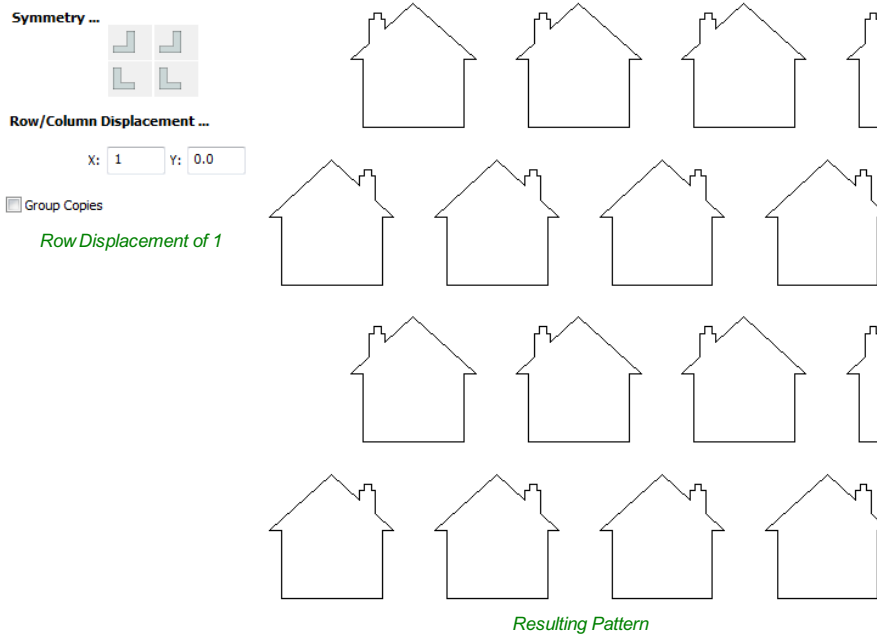 Symmetry ...
Row/Column Displacement ...
X: 1 Y: 0.0
Group Copies
Row Displacement of 1
Resulting Pattern